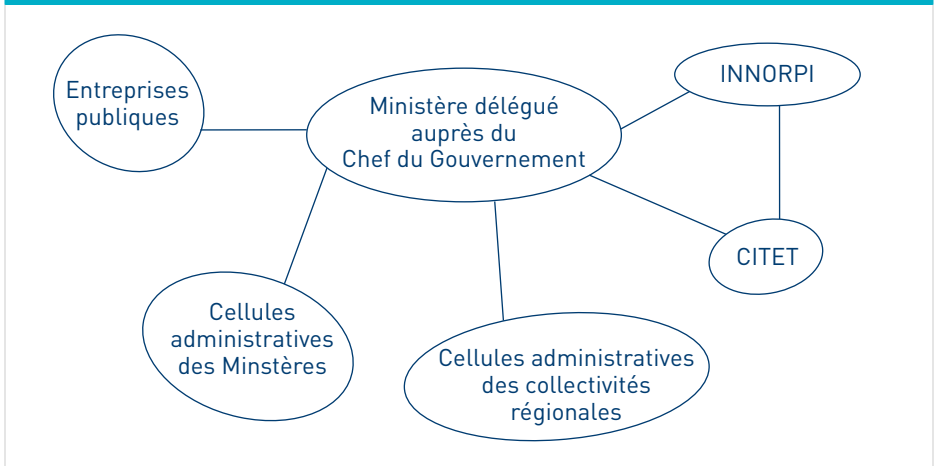 Entreprises
publiques
Ministère délégué
auprès du
Chef du Gouvernement
INNORPI
CITET
Cellules
administratives
des Minstères
Cellules administratives
des collectivités
régionales